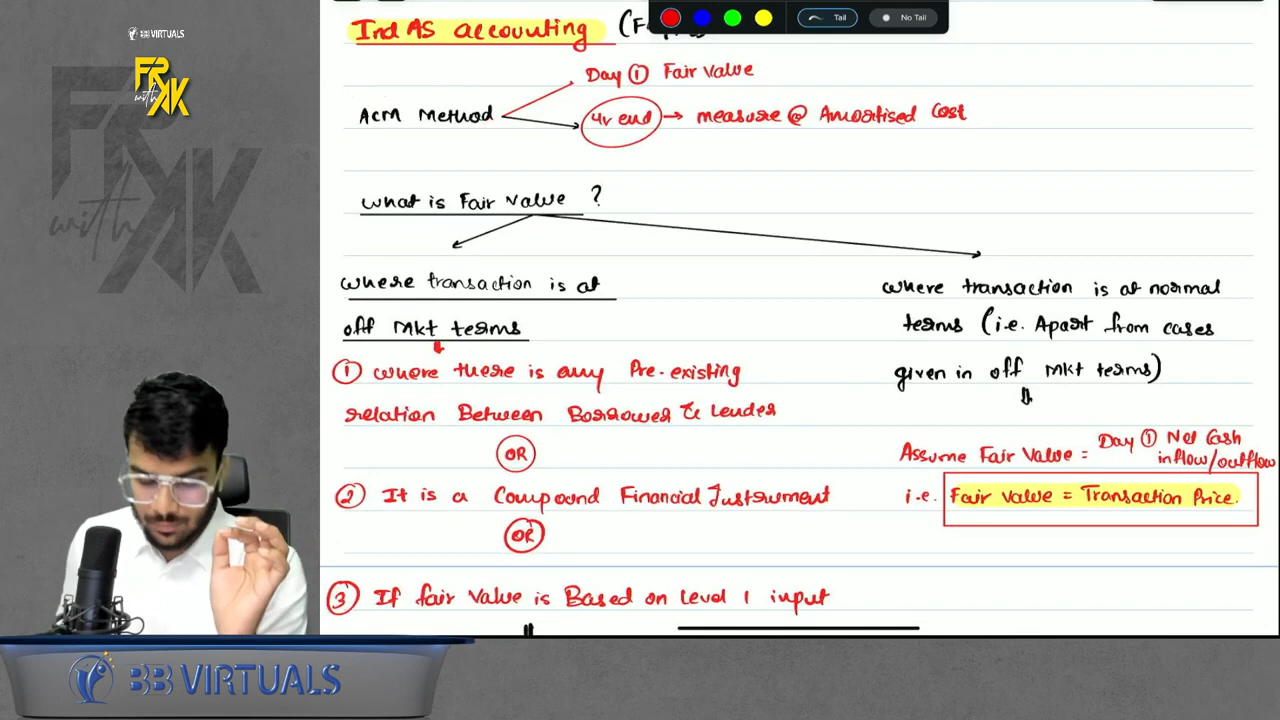 BB VIRTUALS
FR
with
AK
FR
with
AK
Tail
No Tail
Ind AS accounting
ACM Method
Day ① Fair Value
Yr end → measure @ Amortised Cost
What is Fair Value ?
where transaction is at
off Mkt terms
① where there is any Pre-existing
relation Between Borrower & lender
OR
② It is a Compound Financial Instrument
OR
③ If fair value is Based on Level 1 input
where transaction is at normal
terms (i.e. Apart from cases
given in off Mkt terms)
Assume Fair Value = Day ① Net Cash
inflow/outflow
i.e. Fair Value = Transaction Price.
BB VIRTUALS